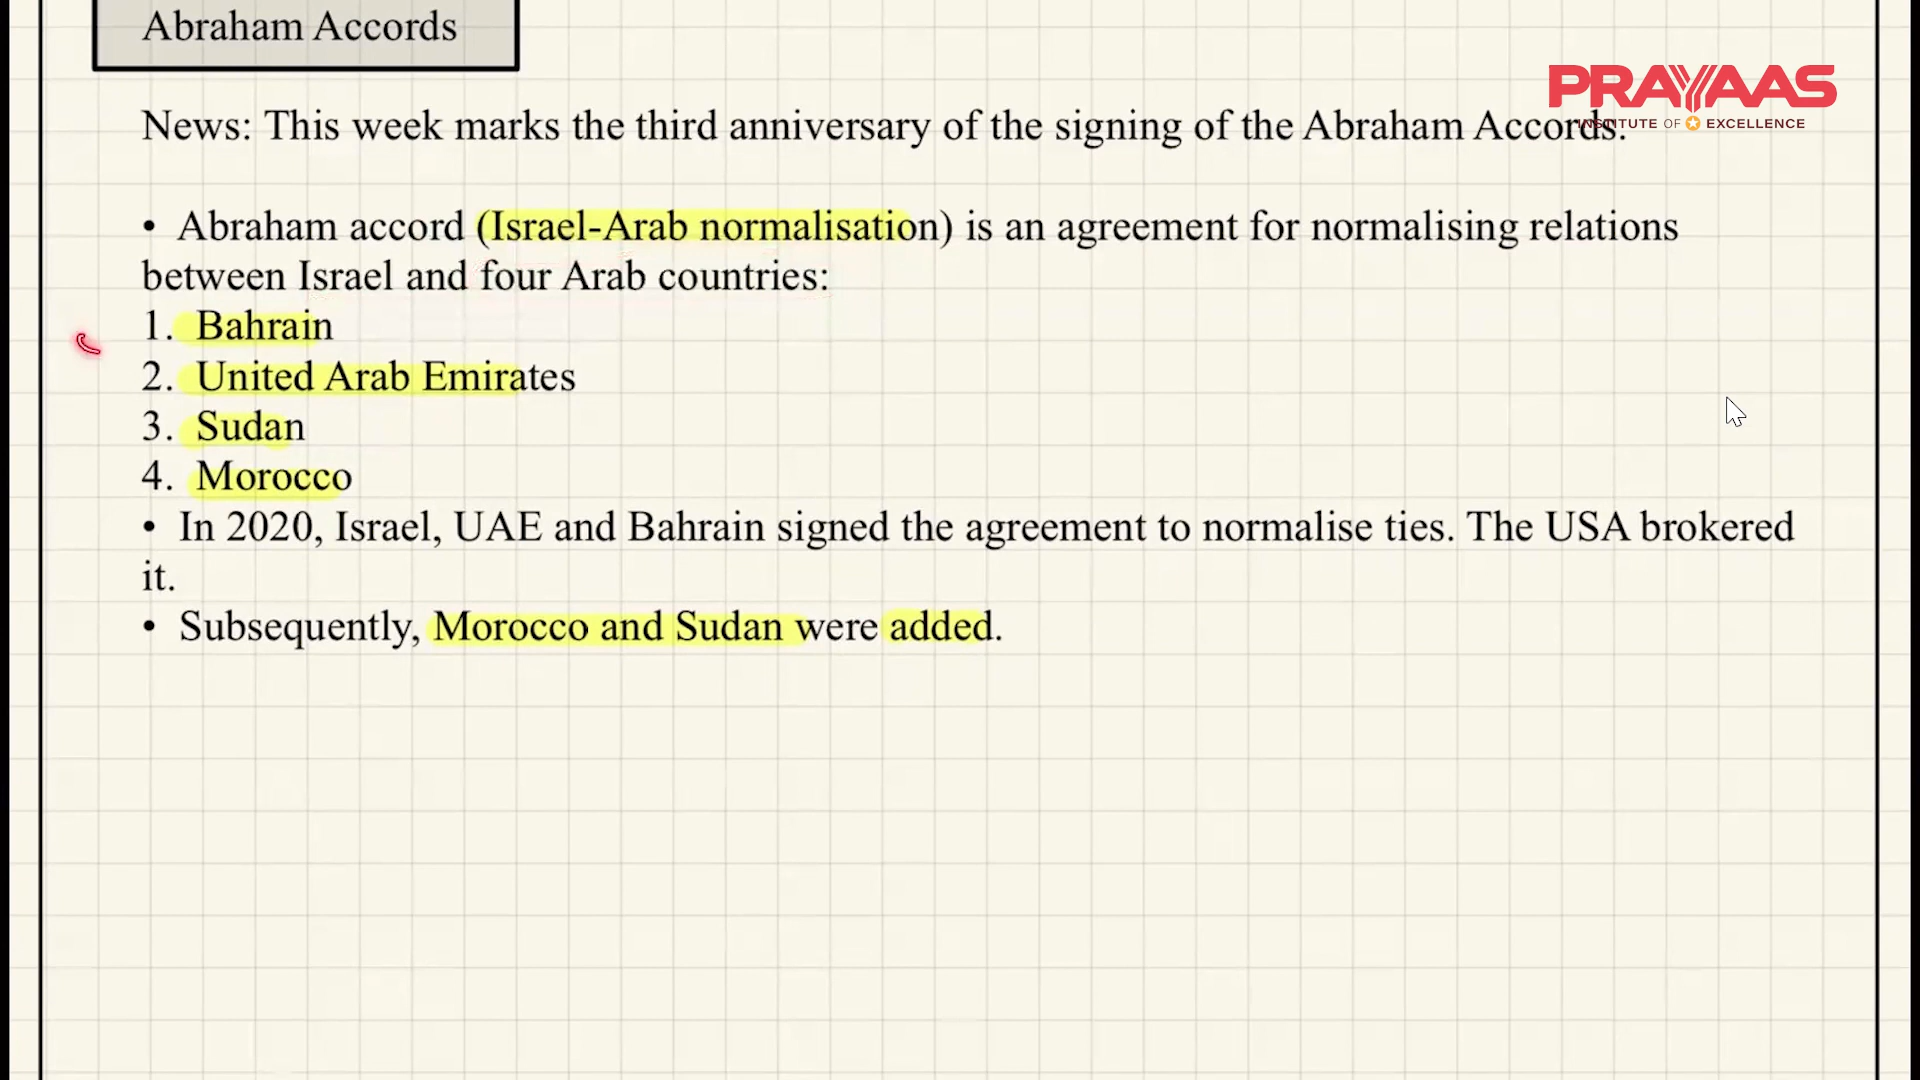 Abraham Accords
PRAYAAS
INSTITUTE OF EXCELLENCE
News: This week marks the third anniversary of the signing of the Abraham Accords.
• Abraham accord (Israel-Arab normalisation) is an agreement for normalising relations
between Israel and four Arab countries:
1. Bahrain
2. United Arab Emirates
3. Sudan
4. Morocco
• In 2020, Israel, UAE and Bahrain signed the agreement to normalise ties. The USA brokered
it.
• Subsequently, Morocco and Sudan were added.